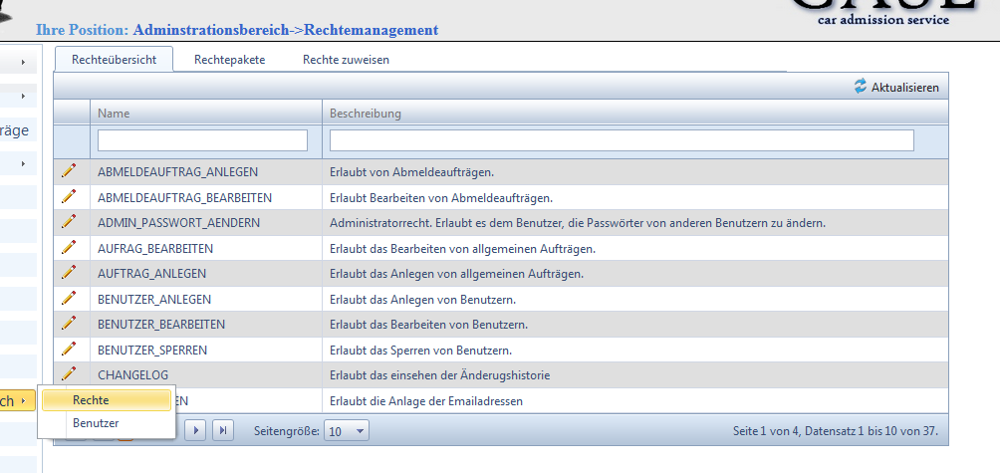 car admission service
Ihre Position: Adminstrationsbereich->Rechtemanagement
Rechteübersicht Rechtepakete Rechte zuweisen
Aktualisieren
Name Beschreibung
räge
ABMELDEAUFTRAG_ANLEGEN Erlaubt von Abmeldeaufträgen.
ABMELDEAUFTRAG_BEARBEITEN Erlaubt Bearbeiten von Abmeldeaufträgen.
ADMIN_PASSWORT_AENDERN Administratorrecht. Erlaubt es dem Benutzer, die Passwörter von anderen Benutzern zu ändern.
AUFRAG_BEARBEITEN Erlaubt das Bearbeiten von allgemeinen Aufträgen.
AUFTRAG_ANLEGEN Erlaubt das Anlegen von allgemeinen Aufträgen.
BENUTZER_ANLEGEN Erlaubt das Anlegen von Benutzern.
BENUTZER_BEARBEITEN Erlaubt das Bearbeiten von Benutzern.
BENUTZER_SPERREN Erlaubt das Sperren von Benutzern.
CHANGELOG Erlaubt das einsehen der Änderugshistorie
ch Rechte EN Erlaubt die Anlage der Emailadressen
Benutzer
Seitengröße: 10 Seite 1 von 4, Datensatz 1 bis 10 von 37.